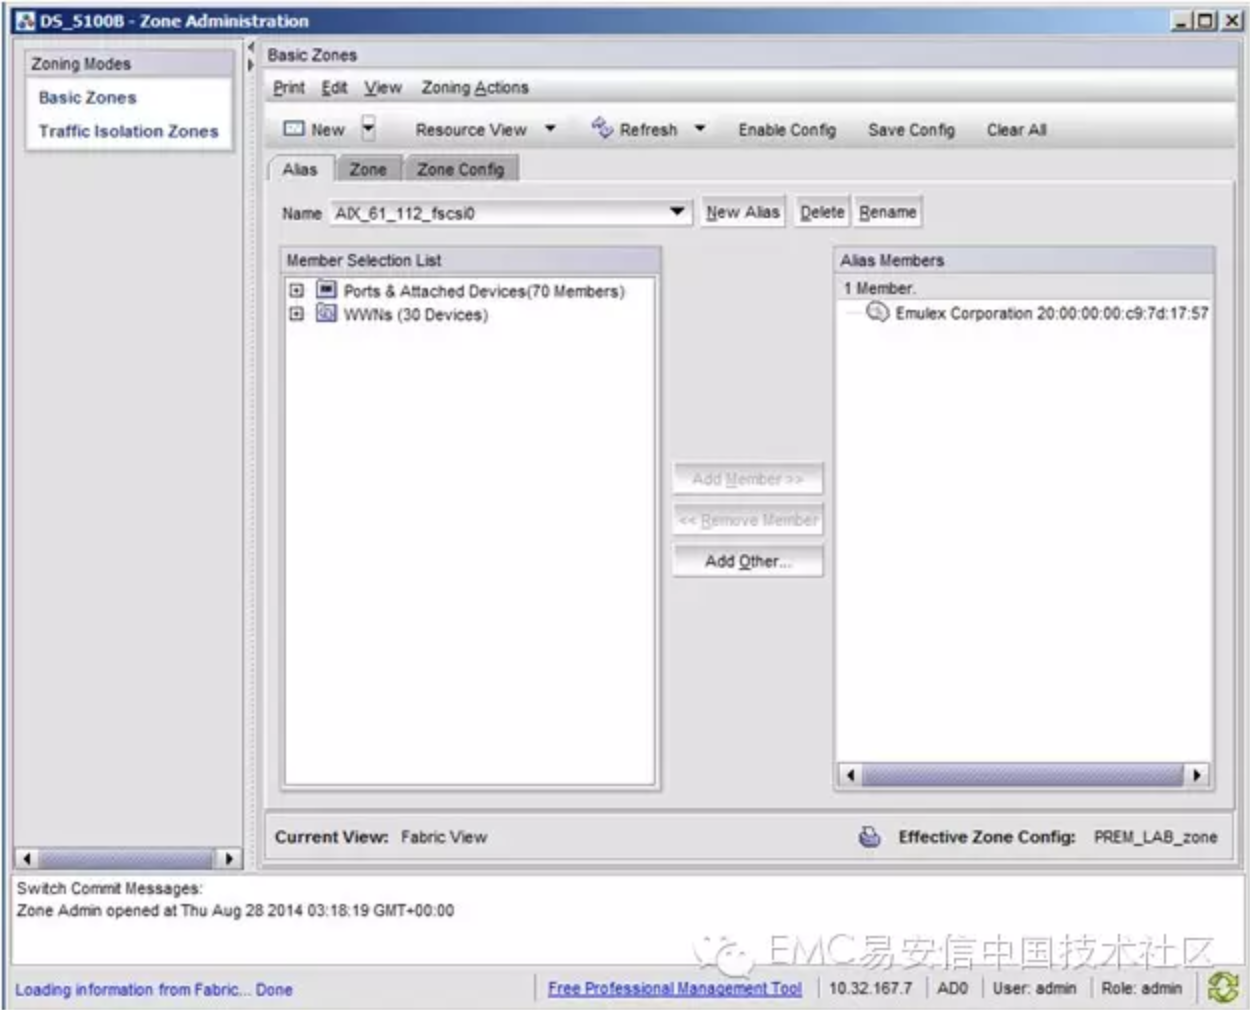 DS_5100B - Zone Administration
Zoning Modes
Basic Zones
Traffic Isolation Zones
Basic Zones
Print Edit View Zoning Actions
New Resource View Refresh Enable Config Save Config Clear All
Alias Zone Zone Config
Name AIX_61_112_fscsi0 New Alias Delete Rename
Member Selection List
Ports & Attached Devices(70 Members)
WWNs (30 Devices)
Add Member >>
<< Remove Member
Add Other...
Alias Members
1 Member.
Emulex Corporation 20:00:00:00:c9:7d:17:57
Current View: Fabric View
Effective Zone Config: PREM_LAB_zone
Switch Commit Messages:
Zone Admin opened at Thu Aug 28 2014 03:18:19 GMT+00:00
EMC易安信中国技术社区
Loading information from Fabric... Done
Free Professional Management Tool
10.32.167.7
AD0
User: admin
Role: admin